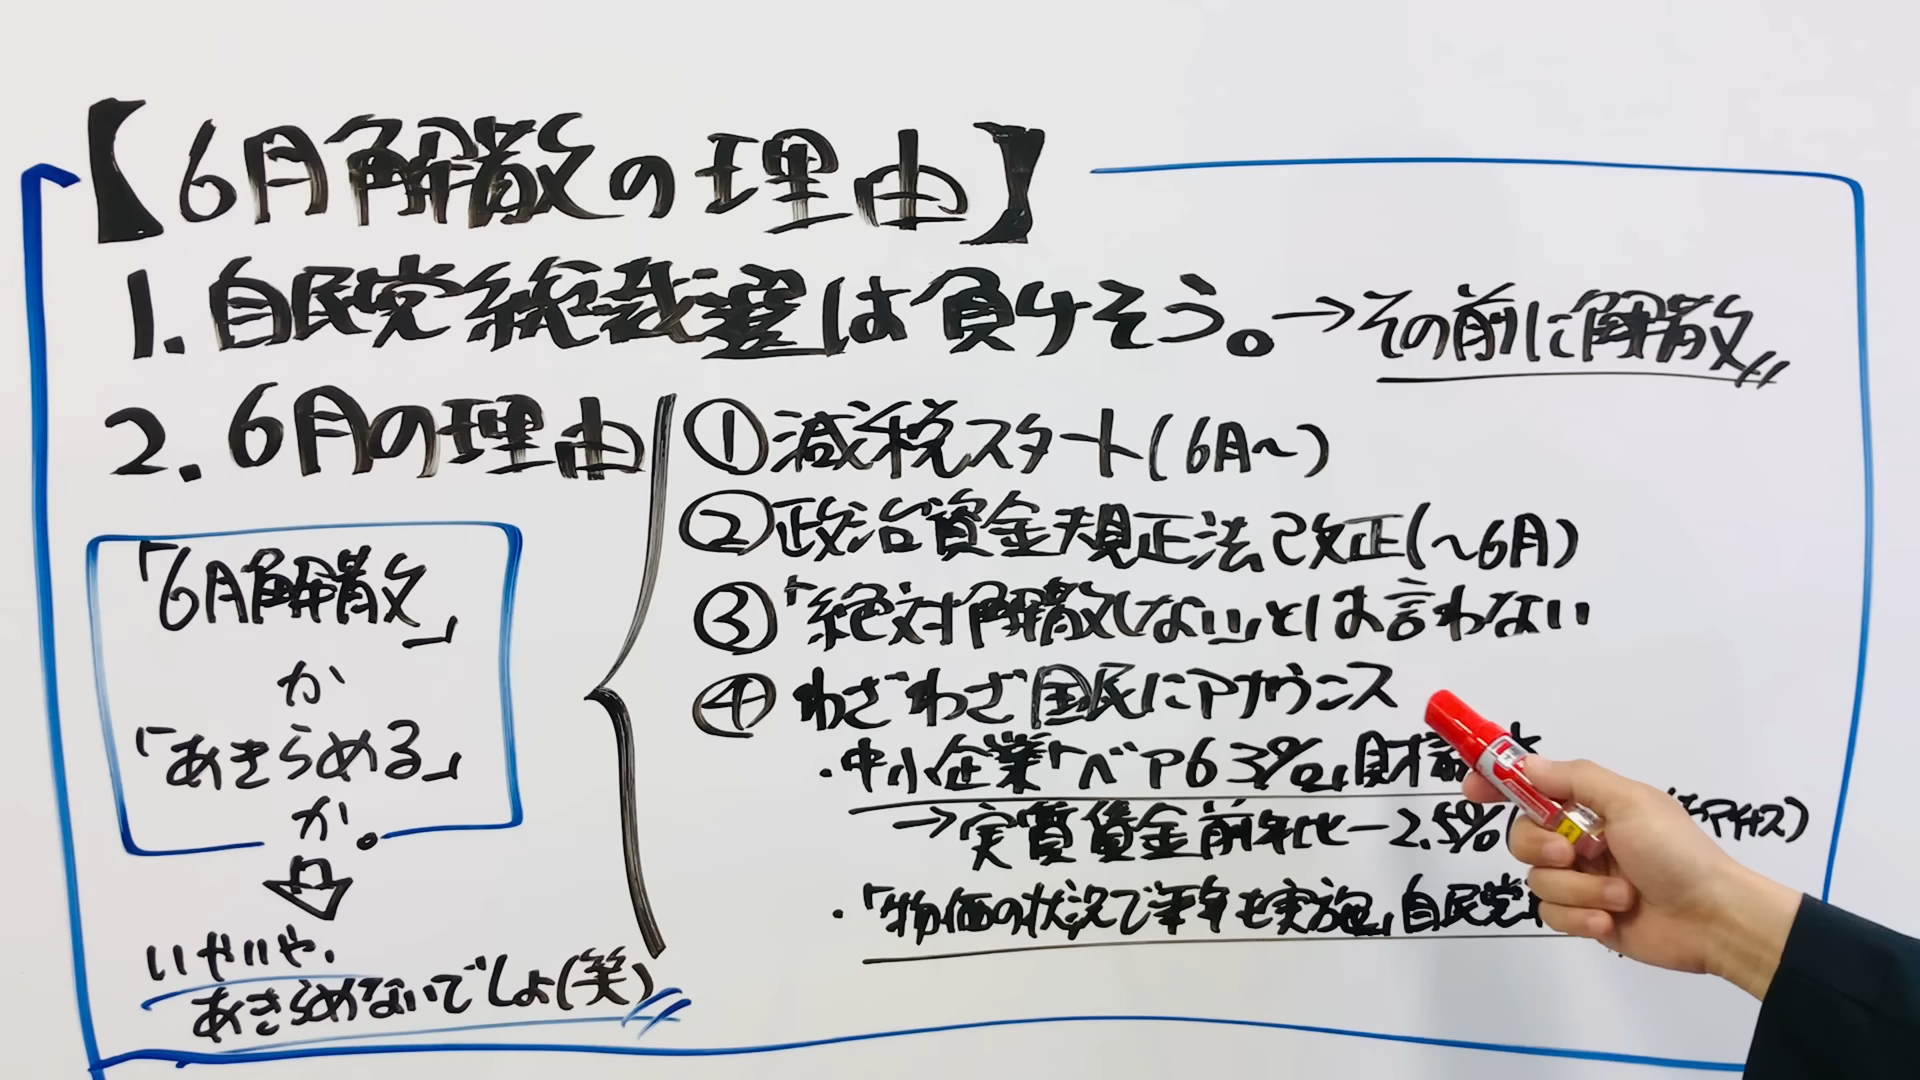 【6月解散の理由】
1.自民党総裁選は負けそう。→その前に解散
2.6月の理由
①減税スタート(6月〜)
②政治資金規正法改正(〜6月)
③「絶対解散しない」とは言わない
④わざわざ国民にアナウンス
・中小企業「ベア63%」財
→実質賃金前年比-2.5%(
・「物価の状況で来年も実施」自民党
「6月解散」
か
「あきらめる」
か。
いやいや、
あきらめないでしょ(笑)